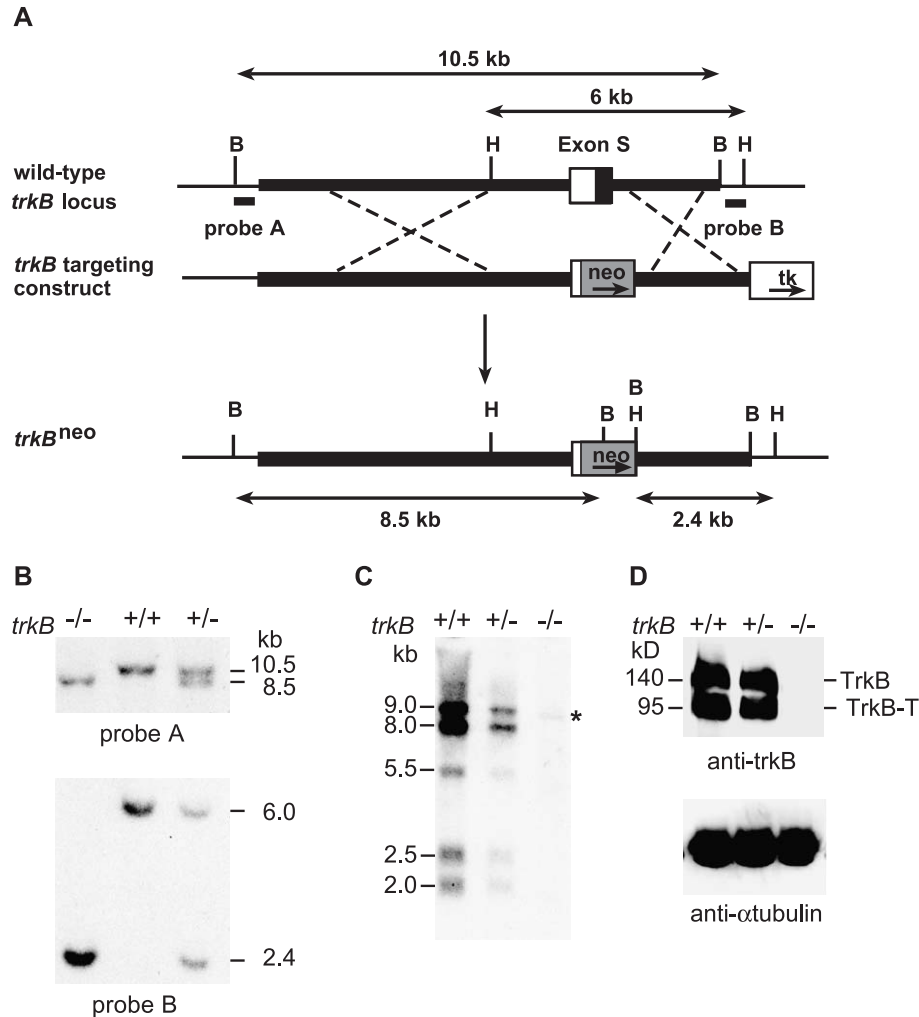 A
10.5 kb
6 kb
B H Exon S B H
wild-type
trkB locus
probe A probe B
trkB targeting
construct
neo tk
B H B B H B H
trkBneo
neo
8.5 kb 2.4 kb
B
trkB -/- +/+ +/-
kb
10.5
8.5
probe A
6.0
2.4
probe B
C
trkB +/+ +/- -/-
kb
9.0
8.0 *
5.5
2.5
2.0
D
trkB +/+ +/- -/-
kD
140 TrkB
95 TrkB-T
anti-trkB
anti-αtubulin